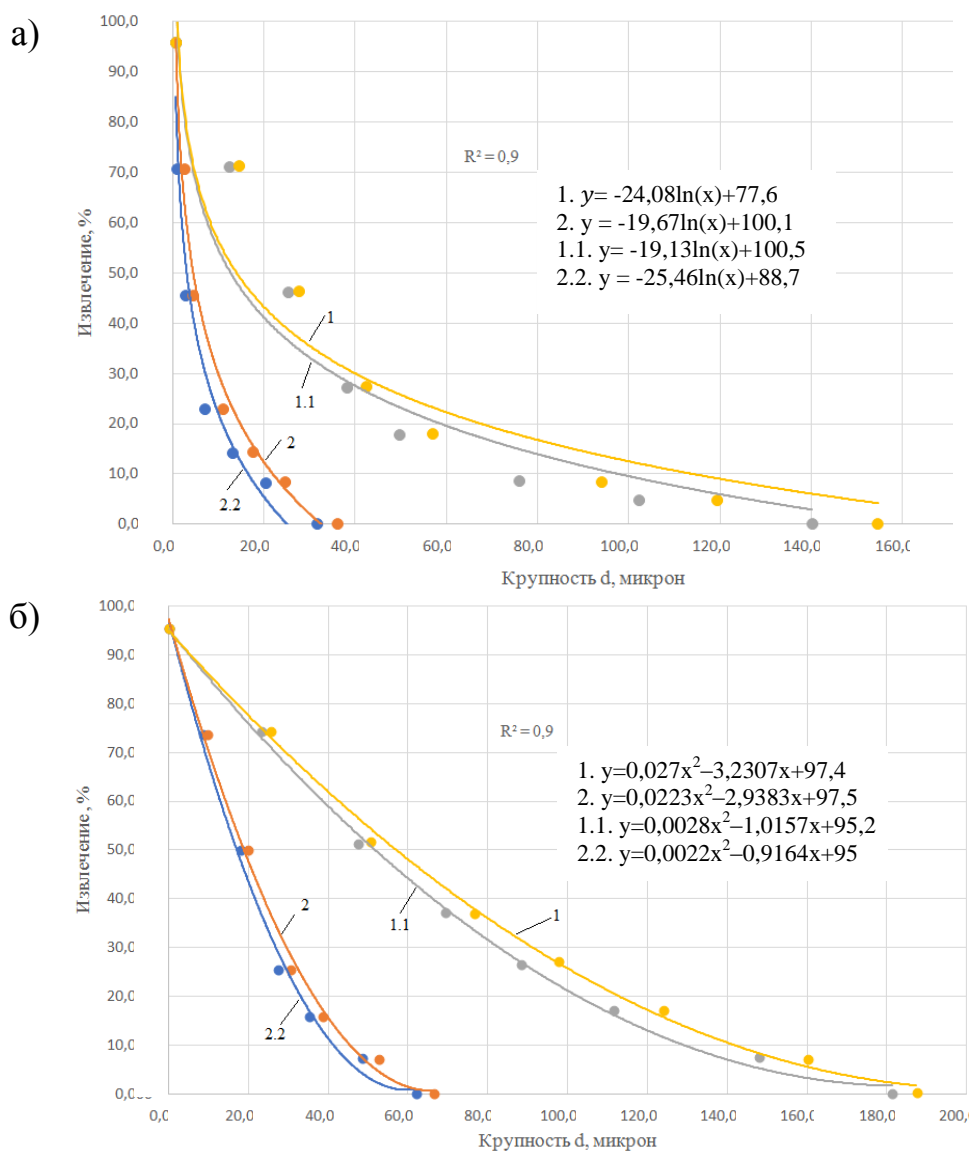 а)
100,0
90,0
80,0
70,0
60,0
50,0
40,0
30,0
20,0
10,0
0,0
Извлечение, %
R² = 0,9
1. y= -24,08ln(x)+77,6
2. y = -19,67ln(x)+100,1
1.1. y= -19,13ln(x)+100,5
2.2. y = -25,46ln(x)+88,7
1
1.1
2
2.2
0,0 20,0 40,0 60,0 80,0 100,0 120,0 140,0 160,0
Крупность d, микрон
б)
100,0
90,0
80,0
70,0
60,0
50,0
40,0
30,0
20,0
10,0
0,0
Извлечение, %
R² = 0,9
1. y=0,027x²–3,2307x+97,4
2. y=0,0223x²–2,9383x+97,5
1.1. y=0,0028x²–1,0157x+95,2
2.2. y=0,0022x²–0,9164x+95
2
1.1
1
2.2
0,0 20,0 40,0 60,0 80,0 100,0 120,0 140,0 160,0 180,0 200,0
Крупность d, микрон